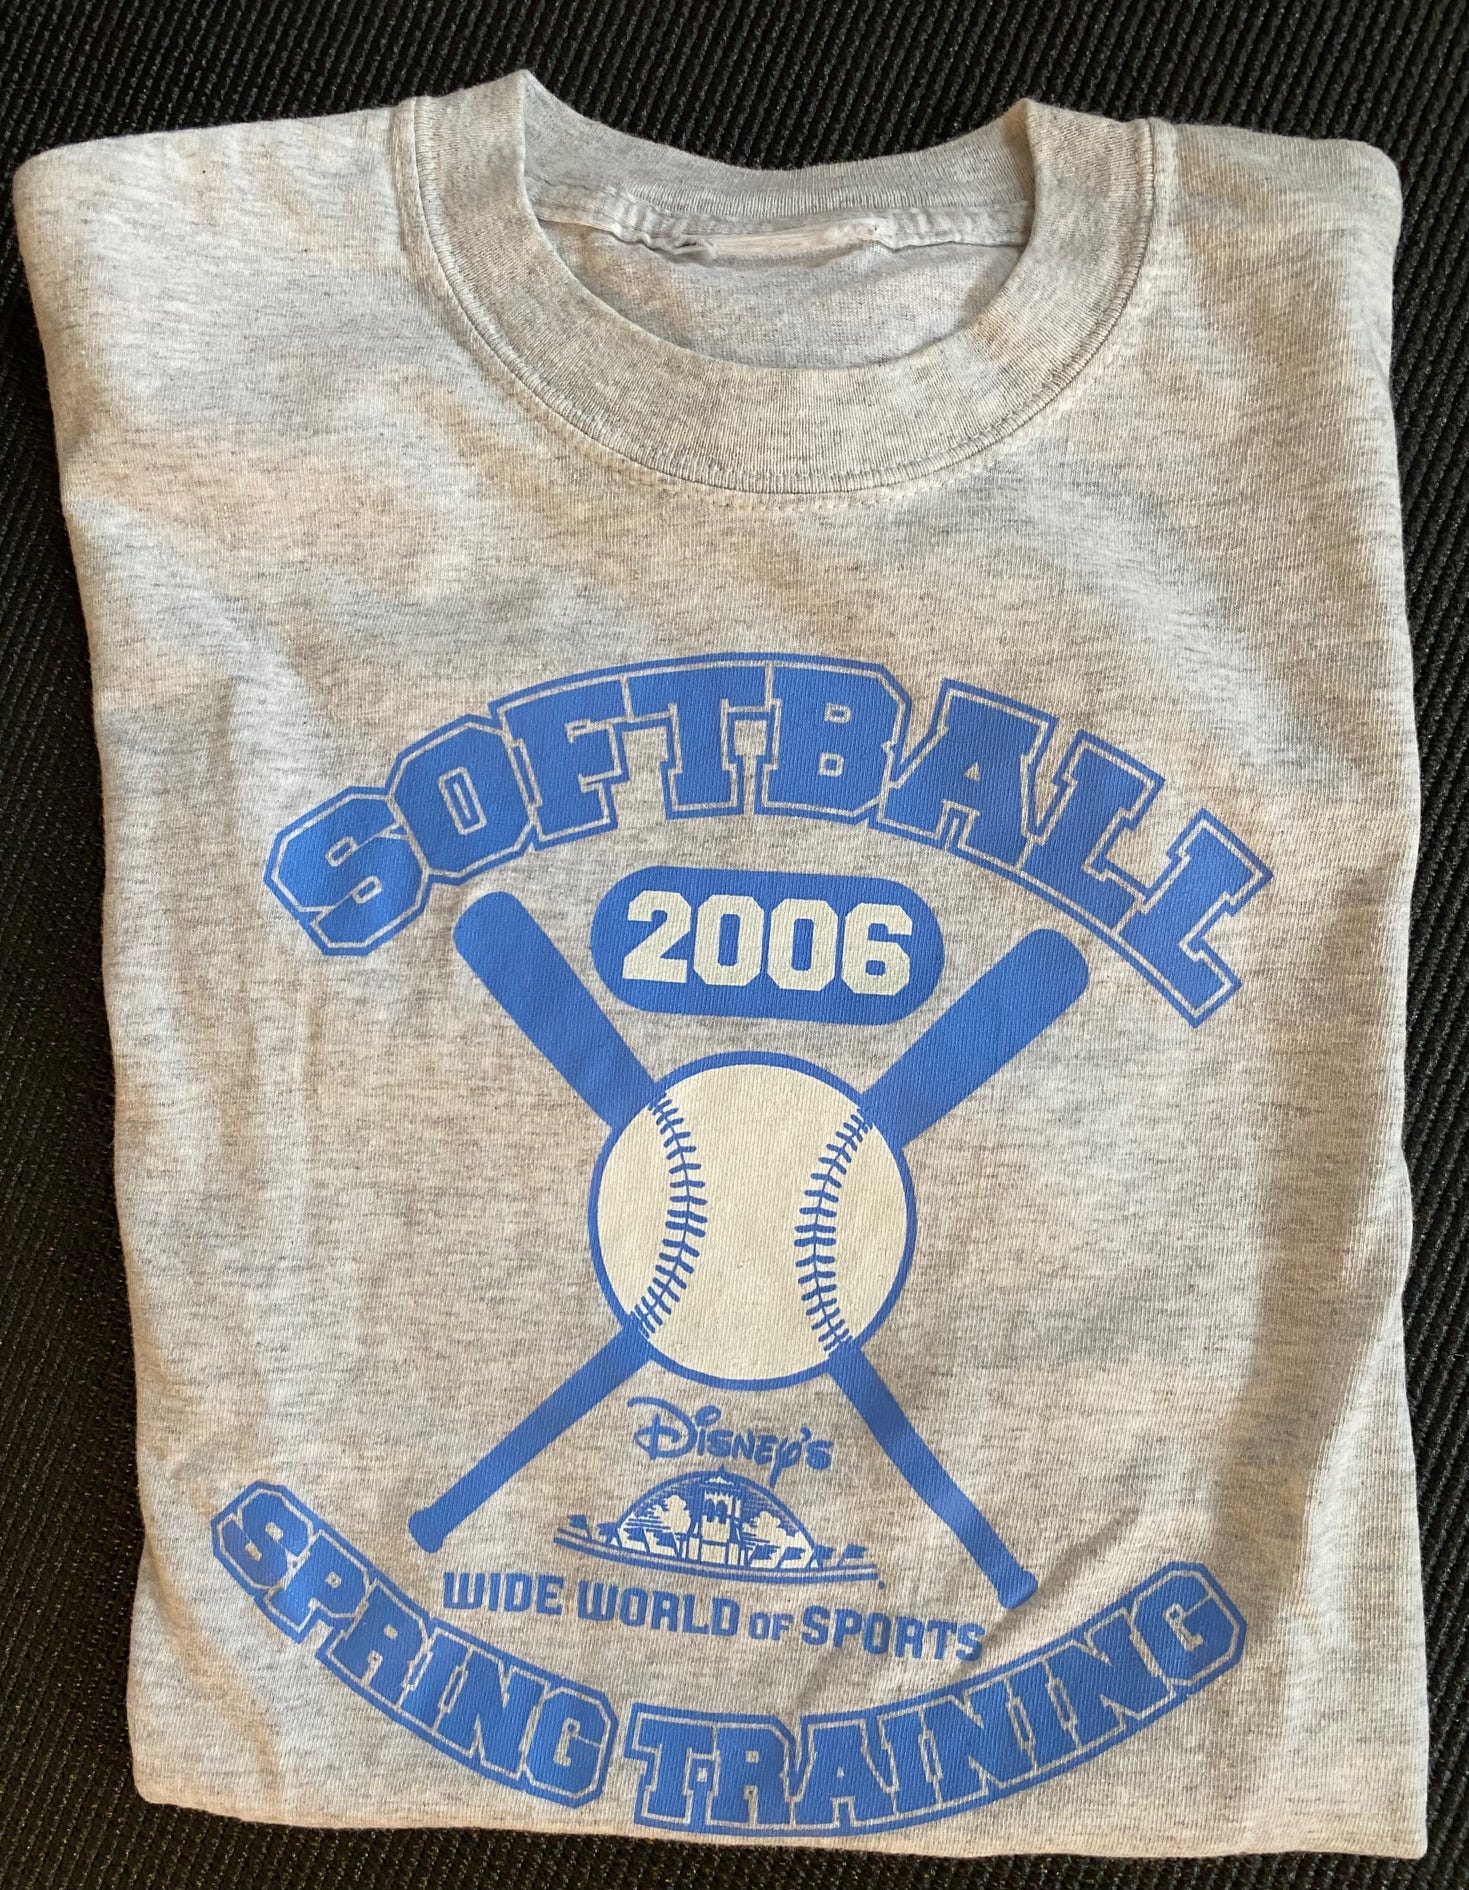 SOFTBALL
2006
Disney's
WIDE WORLD OF SPORTS
SPRING TRAINING